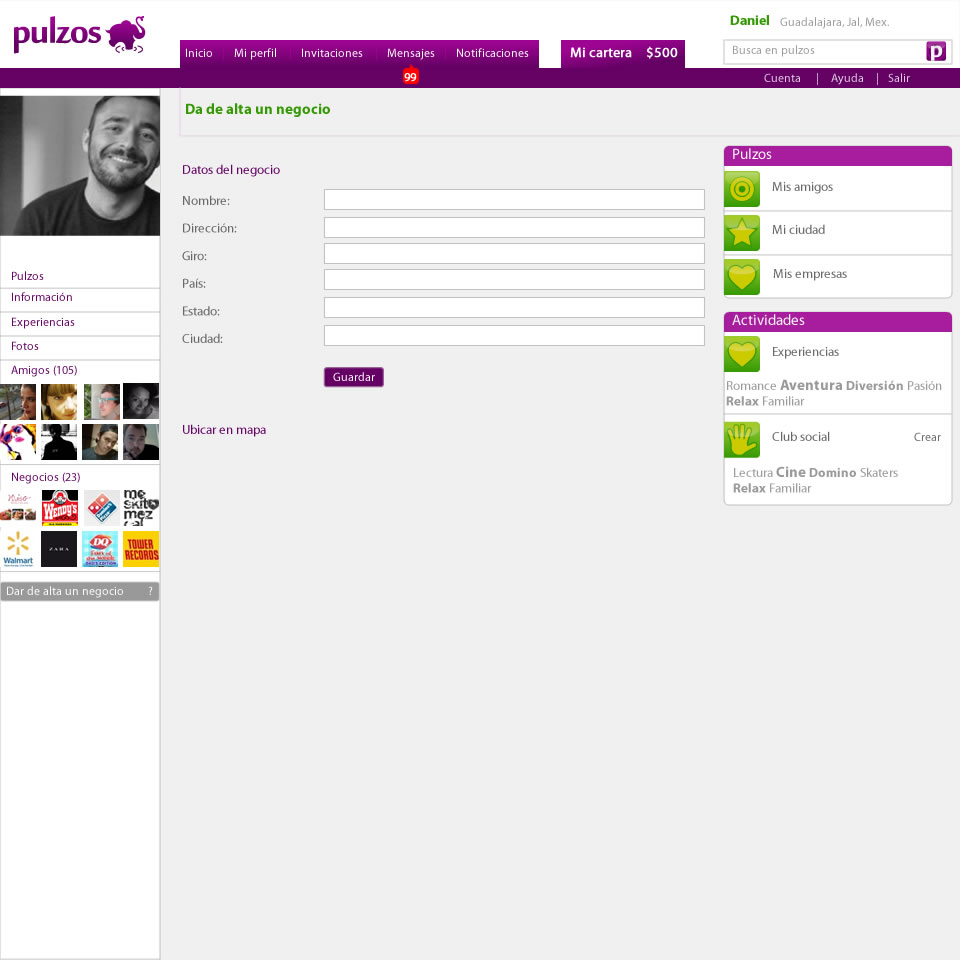 pulzos
Daniel Guadalajara, Jal, Mex.
Inicio Mi perfil Invitaciones Mensajes Notificaciones Mi cartera $500
Busca en pulzos p
99
Cuenta | Ayuda | Salir
Da de alta un negocio
Datos del negocio
Nombre:
Dirección:
Giro:
País:
Estado:
Ciudad:
Guardar
Ubicar en mapa
Pulzos
Información
Experiencias
Fotos
Amigos (105)
Negocios (23)
Wendy's
me
skito
mez
cal
Walmart
ZARA
DQ
TOWER
RECORDS
Dar de alta un negocio ?
Pulzos
Mis amigos
Mi ciudad
Mis empresas
Actividades
Experiencias
Romance Aventura Diversión Pasión
Relax Familiar
Club social Crear
Lectura Cine Domino Skaters
Relax Familiar